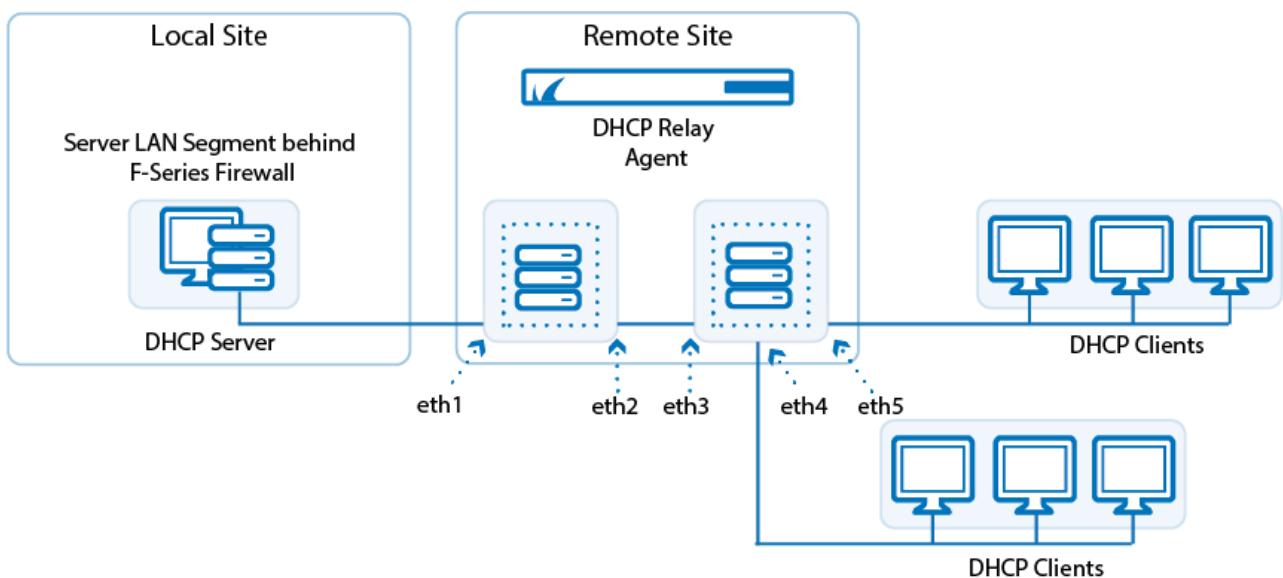 Local Site
Server LAN Segment behind
F-Series Firewall
DHCP Server
Remote Site
DHCP Relay
Agent
eth1
eth2
eth3
eth4
eth5
DHCP Clients
DHCP Clients